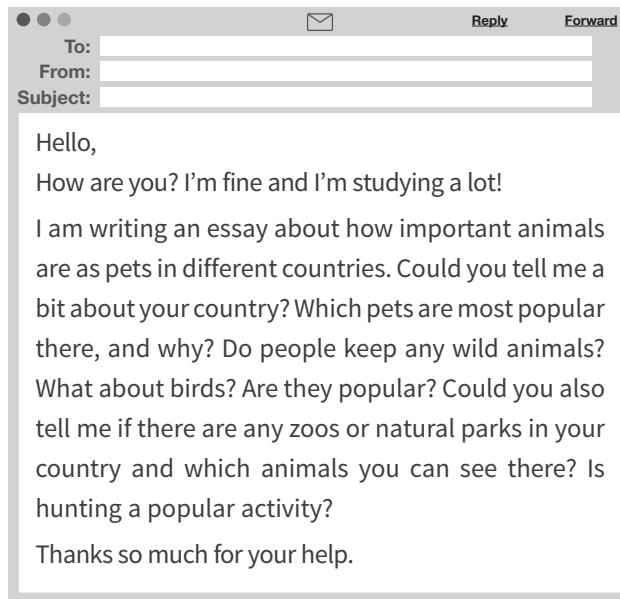 Reply Forward
To:
From:
Subject:
Hello,
How are you? I’m fine and I’m studying a lot!
I am writing an essay about how important animals
are as pets in different countries. Could you tell me a
bit about your country? Which pets are most popular
there, and why? Do people keep any wild animals?
What about birds? Are they popular? Could you also
tell me if there are any zoos or natural parks in your
country and which animals you can see there? Is
hunting a popular activity?
Thanks so much for your help.